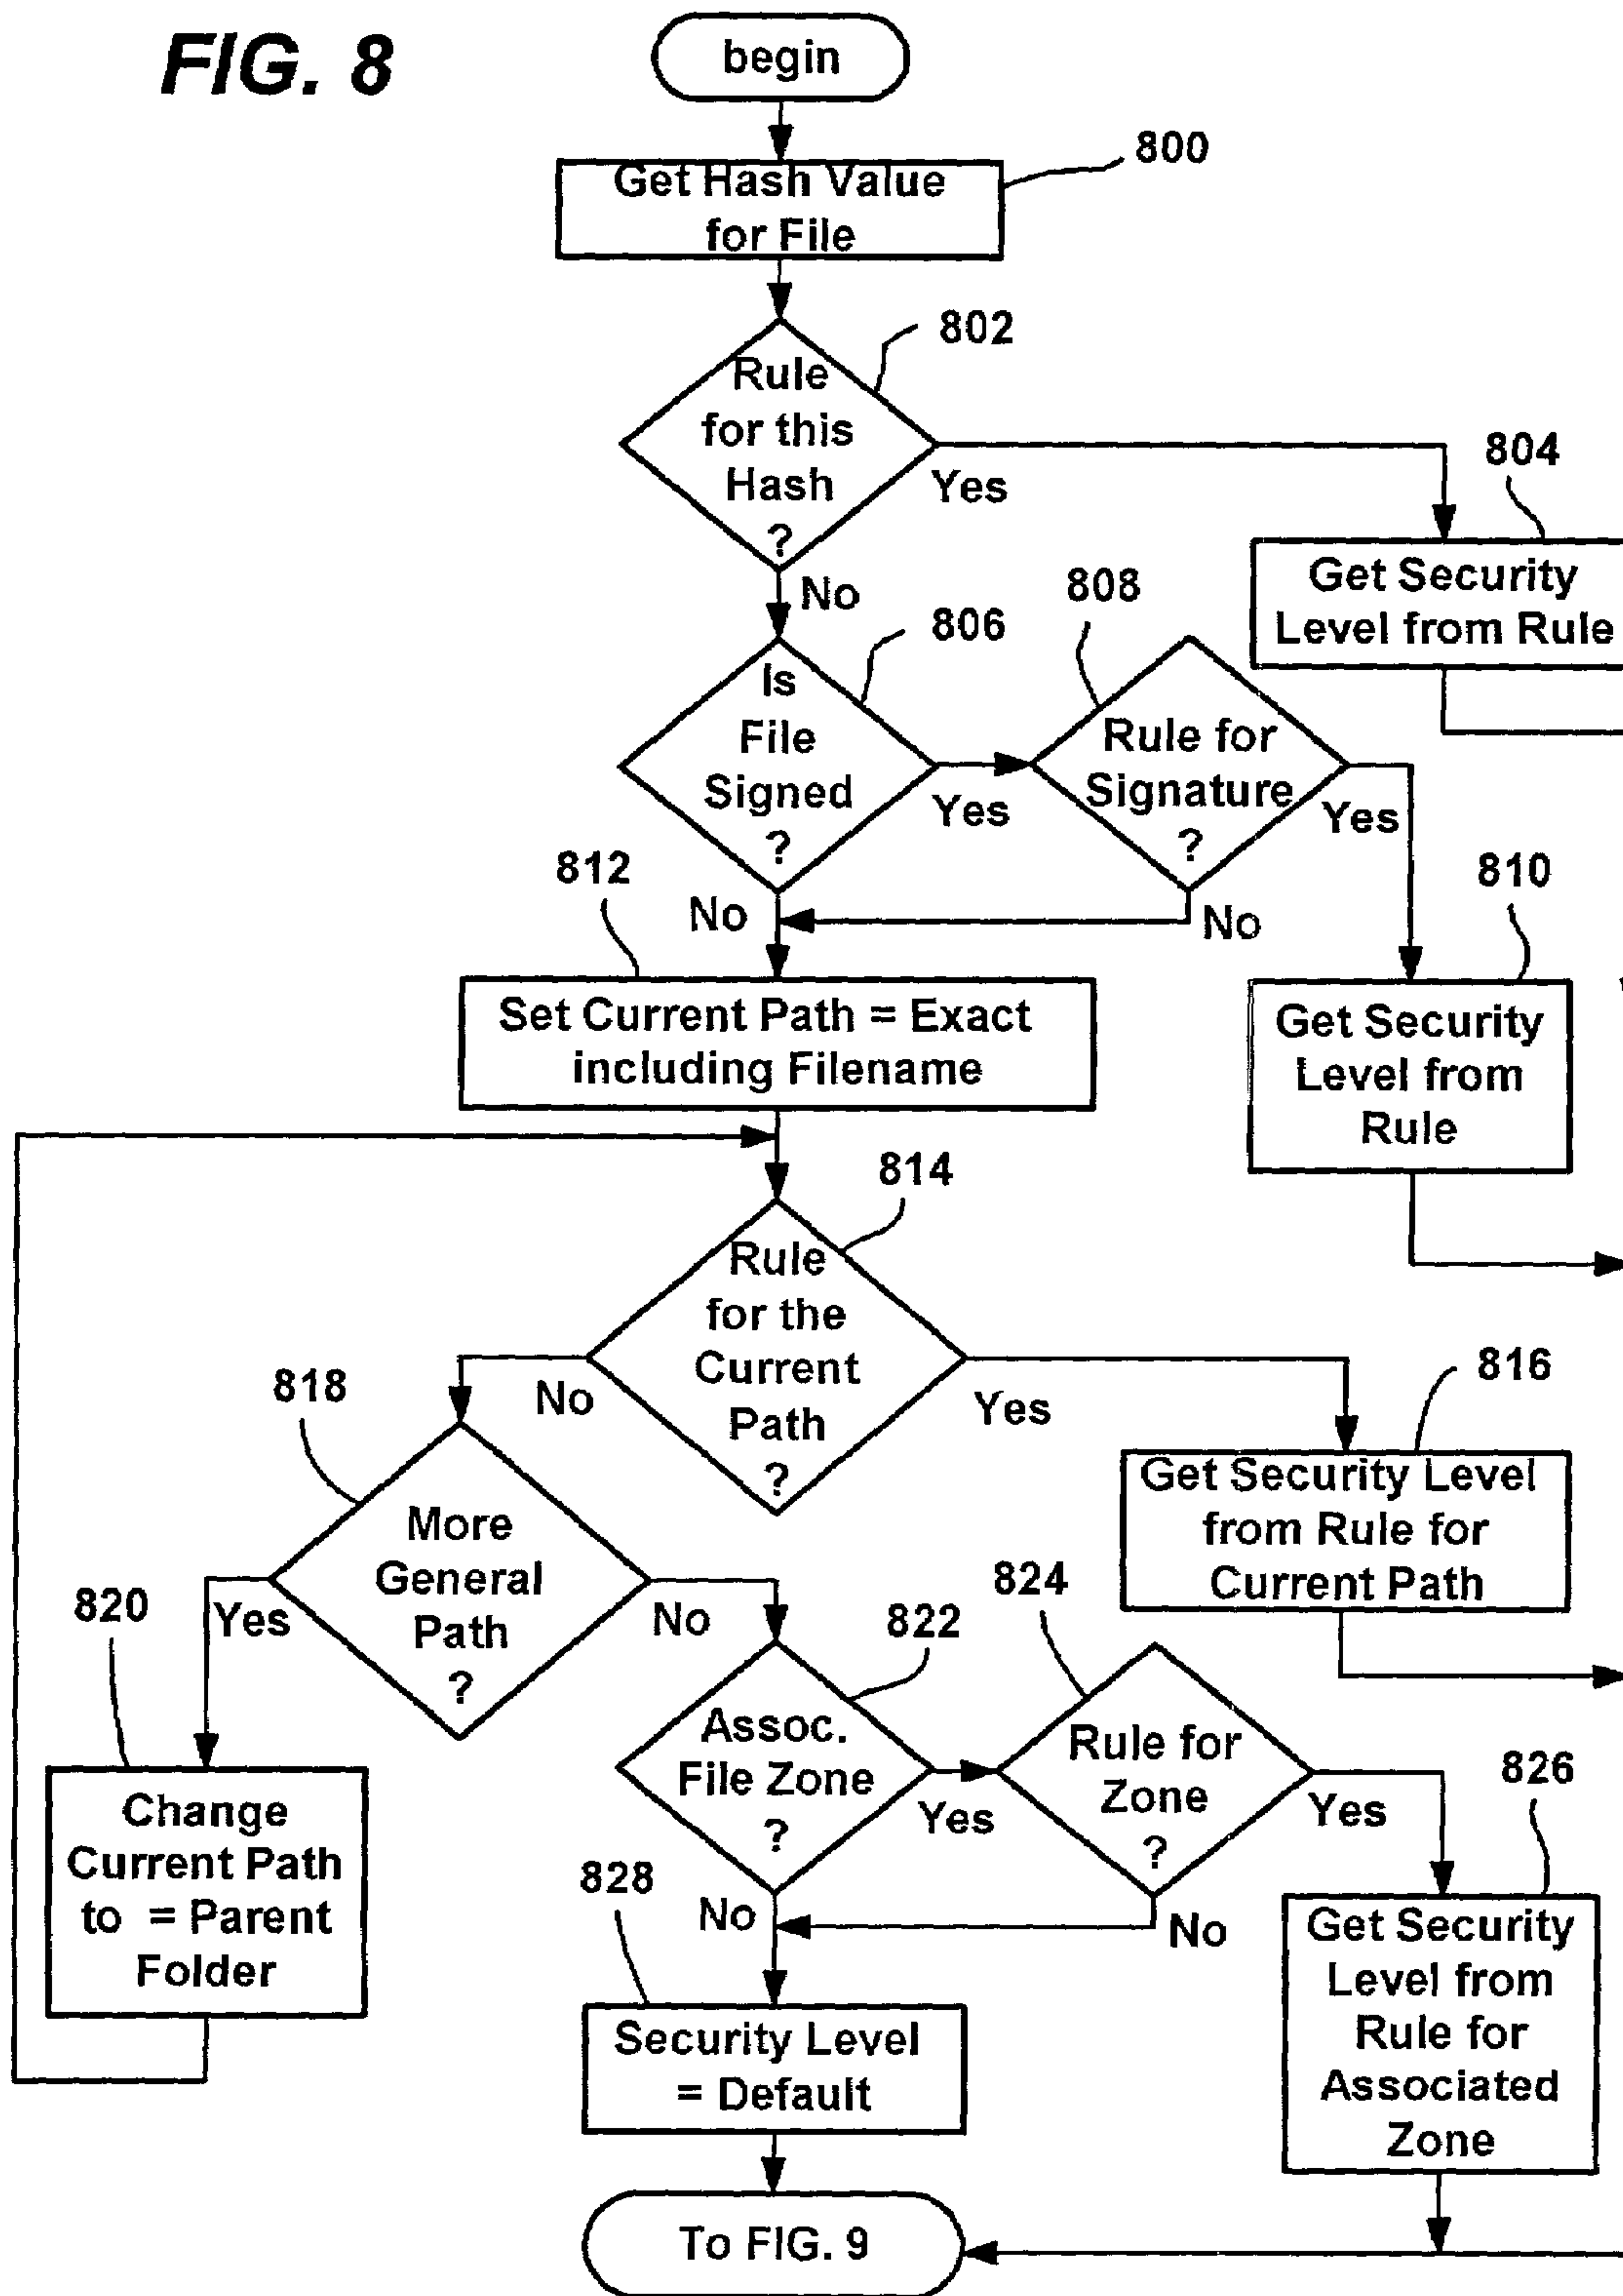 FIG. 8
begin
800
Get Hash Value
for File
802
Rule
for this
Hash
?
Yes
No
804
Get Security
Level from Rule
806
Is
File
Signed
?
Yes
No
808
Rule for
Signature
?
Yes
No
810
Get Security
Level from
Rule
812
Set Current Path = Exact
including Filename
814
Rule
for the
Current
Path
?
No
Yes
816
Get Security Level
from Rule for
Current Path
818
More
General
Path
?
Yes
No
820
Change
Current Path
to = Parent
Folder
822
Assoc.
File Zone
?
Yes
No
824
Rule for
Zone
?
Yes
No
826
Get Security
Level from
Rule for
Associated
Zone
828
Security Level
= Default
To FIG. 9